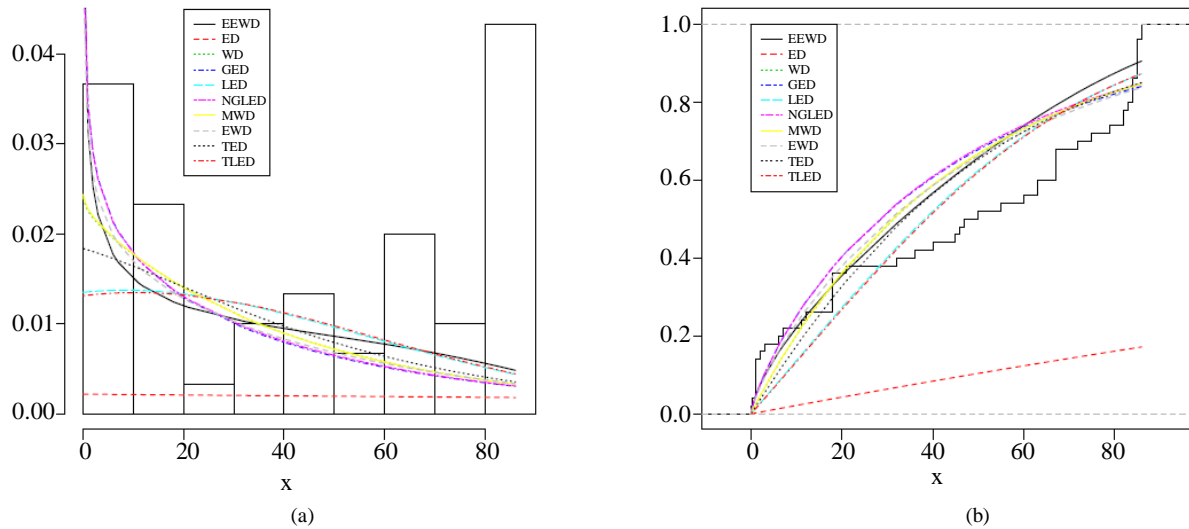 0.04
0.03
0.02
0.01
0.00
EEWD
ED
WD
GED
LED
NGLED
MWD
EWD
TED
TLED
0 20 40 60 80
x
(a)
1.0
0.8
0.6
0.4
0.2
0.0
EEWD
ED
WD
GED
LED
NGLED
MWD
EWD
TED
TLED
0 20 40 60 80
x
(b)